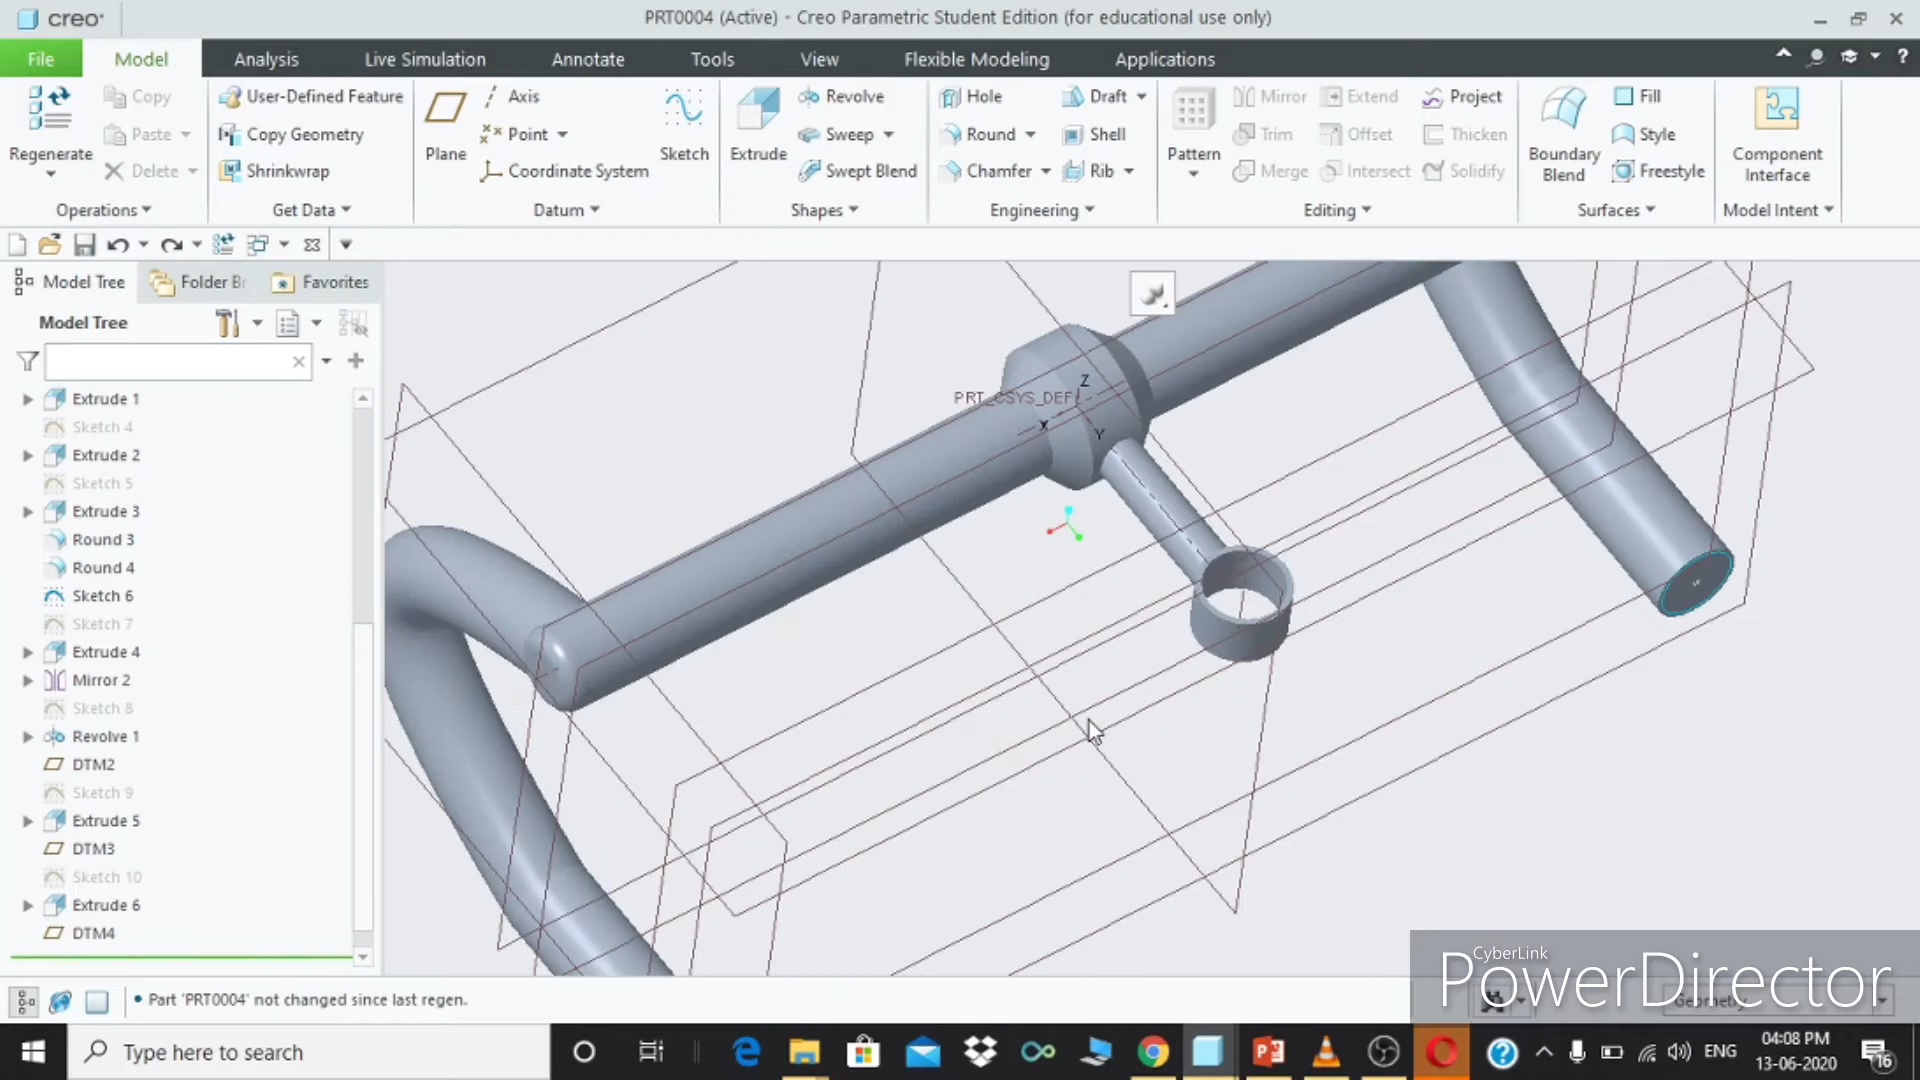 creo®
PRT0004 (Active) - Creo Parametric Student Edition (for educational use only)
File
Model
Analysis
Live Simulation
Annotate
Tools
View
Flexible Modeling
Applications
?
Regenerate
Copy
Paste
Delete
Operations
User-Defined Feature
Copy Geometry
Shrinkwrap
Get Data
Plane
Axis
Point
Coordinate System
Sketch
Datum
Extrude
Revolve
Sweep
Swept Blend
Shapes
Hole
Round
Chamfer
Draft
Shell
Rib
Engineering
Pattern
Mirror
Trim
Merge
Extend
Offset
Intersect
Project
Thicken
Solidify
Editing
Boundary
Blend
Fill
Style
Freestyle
Surfaces
Component
Interface
Model Intent
Model Tree
Folder Br
Favorites
Model Tree
Extrude 1
Sketch 4
Extrude 2
Sketch 5
Extrude 3
Round 3
Round 4
Sketch 6
Sketch 7
Extrude 4
Mirror 2
Sketch 8
Revolve 1
DTM2
Sketch 9
Extrude 5
DTM3
Sketch 10
Extrude 6
DTM4
PRT_CSYS_DEF
Z
X
Y
Part 'PRT0004' not changed since last regen.
CyberLink
PowerDirector
Geometry
Type here to search
ENG
04:08 PM
13-06-2020
16